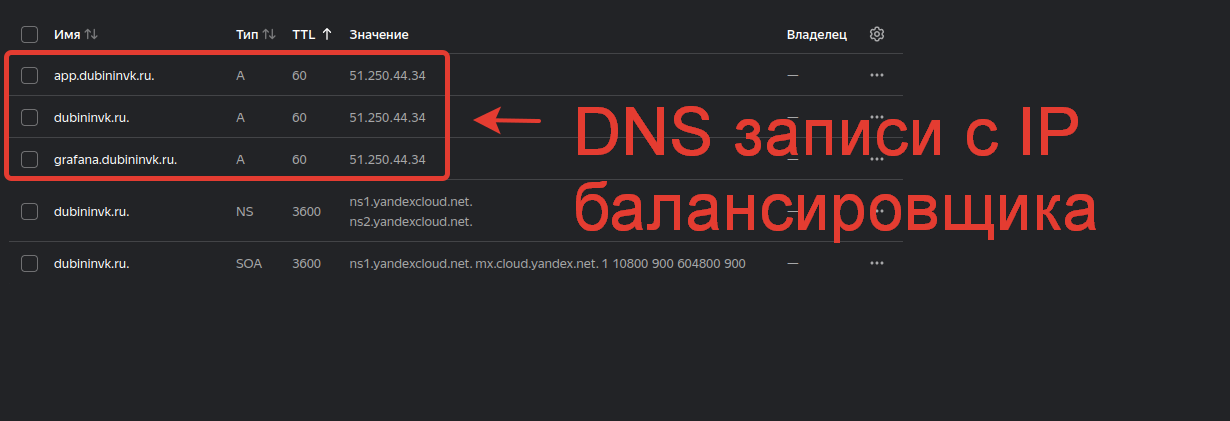 Имя Тип TTL Значение Владелец
app.dubininvk.ru. A 60 51.250.44.34 —
dubininvk.ru. A 60 51.250.44.34 —
grafana.dubininvk.ru. A 60 51.250.44.34 —
DNS записи с IP
балансировщика
dubininvk.ru. NS 3600 ns1.yandexcloud.net. —
ns2.yandexcloud.net.
dubininvk.ru. SOA 3600 ns1.yandexcloud.net. mx.cloud.yandex.net. 1 10800 900 604800 900 —